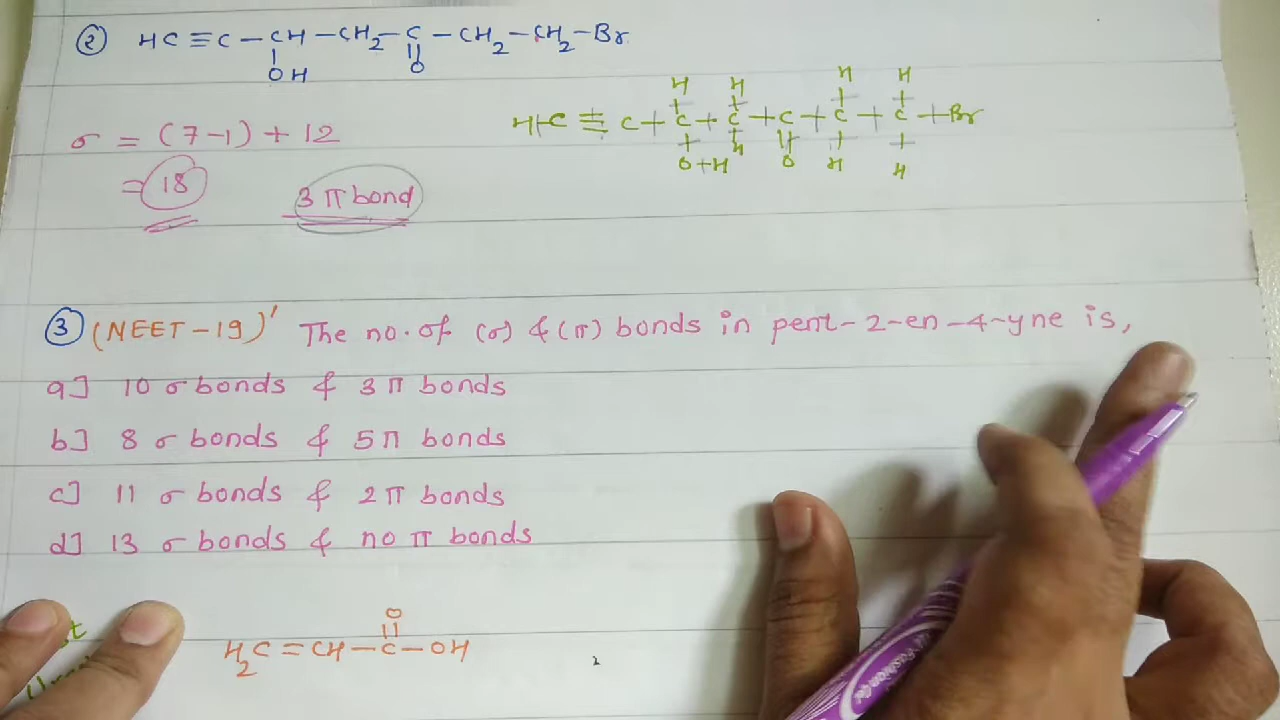 ② HC≡C-CH-CH2-C-CH2-CH2-Br
OH O
H H H H
H+C≡C+C+C+C+C+C+Br
O+H H O H H
σ = (7-1) + 12
= 18
3 π bond
③ (NEET-19)' The no. of (σ) & (π) bonds in pent-2-en-4-yne is,
a] 10 σ bonds & 3 π bonds
b] 8 σ bonds & 5π bonds
c] 11 σ bonds & 2π bonds
d] 13 σ bonds & no π bonds
O
H2C=CH-C-OH